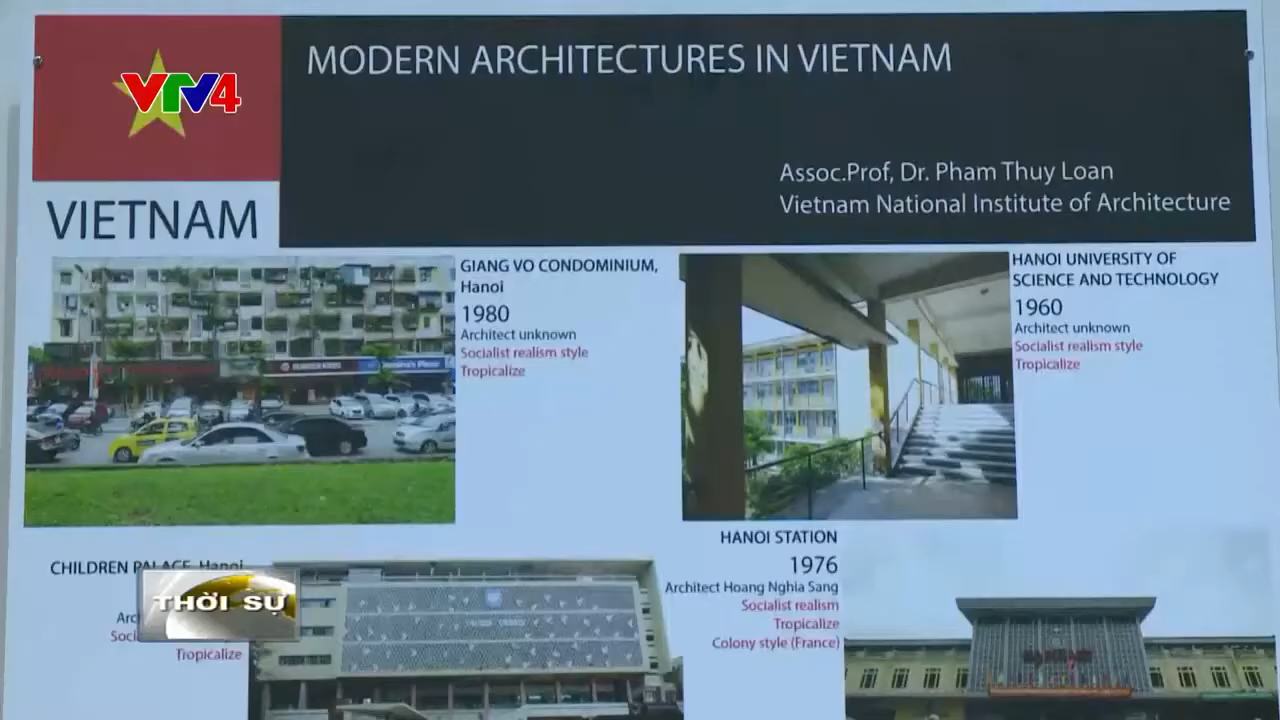 VTV4
MODERN ARCHITECTURES IN VIETNAM
Assoc.Prof, Dr. Pham Thuy Loan
Vietnam National Institute of Architecture
VIETNAM
GIANG VO CONDOMINIUM,
Hanoi
1980
Architect unknown
Socialist realism style
Tropicalize
HANOI UNIVERSITY OF
SCIENCE AND TECHNOLOGY
1960
Architect unknown
Socialist realism style
Tropicalize
CHILDREN PALACE, Hanoi
Tropicalize
HANOI STATION
1976
Architect Hoang Nghia Sang
Socialist realism
Tropicalize
Colony style (France)
THỜI SỰ